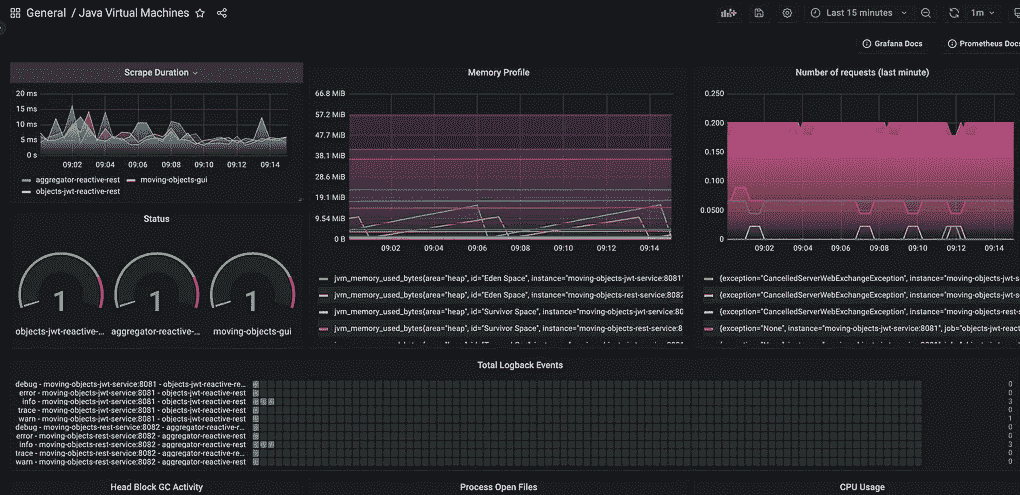 General / Java Virtual Machines
Last 15 minutes
1m
Grafana Docs
Prometheus Docs
Scrape Duration
20 ms
15 ms
10 ms
5 ms
0 s
09:02 09:04 09:06 09:08 09:10 09:12 09:14
aggregator-reactive-rest moving-objects-gui
objects-jwt-reactive-rest
Memory Profile
66.8 MiB
57.2 MiB
47.7 MiB
38.1 MiB
28.6 MiB
19.1 MiB
9.54 MiB
0 B
09:02 09:04 09:06 09:08 09:10 09:12 09:14
jvm_memory_used_bytes{area="heap", id="Eden Space", instance="moving-objects-jwt-service:8081"
jvm_memory_used_bytes{area="heap", id="Eden Space", instance="moving-objects-rest-service:8082
jvm_memory_used_bytes{area="heap", id="Survivor Space", instance="moving-objects-jwt-service:8
jvm_memory_used_bytes{area="heap", id="Survivor Space", instance="moving-objects-rest-service:8
Number of requests (last minute)
0.250
0.200
0.150
0.100
0.0500
0
09:02 09:04 09:06 09:08 09:10 09:12 09:14
{exception="CancelledServerWebExchangeException", instance="moving-objects-jwt-s
{exception="CancelledServerWebExchangeException", instance="moving-objects-jwt-s
{exception="CancelledServerWebExchangeException", instance="moving-objects-rest-s
{exception="None", instance="moving-objects-jwt-service:8081", job="objects-jwt-react
Status
1
1
1
objects-jwt-reactive-... aggregator-reactive-... moving-objects-gui
Total Logback Events
debug - moving-objects-jwt-service:8081 - objects-jwt-reactive-re... 0
error - moving-objects-jwt-service:8081 - objects-jwt-reactive-rest 0
info - moving-objects-jwt-service:8081 - objects-jwt-reactive-rest 3
trace - moving-objects-jwt-service:8081 - objects-jwt-reactive-rest 0
warn - moving-objects-jwt-service:8081 - objects-jwt-reactive-rest 1
debug - moving-objects-rest-service:8082 - aggregator-reactive-r... 0
error - moving-objects-rest-service:8082 - aggregator-reactive-rest 0
info - moving-objects-rest-service:8082 - aggregator-reactive-rest 3
trace - moving-objects-rest-service:8082 - aggregator-reactive-re... 0
warn - moving-objects-rest-service:8082 - aggregator-reactive-rest 0
Head Block GC Activity
Process Open Files
CPU Usage